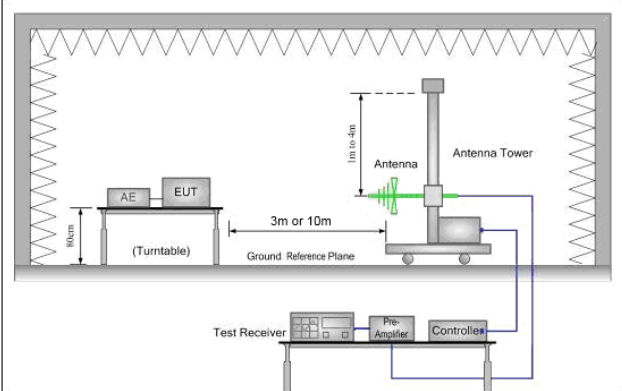 1m to 4m
Antenna
Antenna Tower
AE
EUT
80cm
3m or 10m
(Turntable)
Ground Reference Plane
Test Receiver
Pre-
Amplifier
Controller